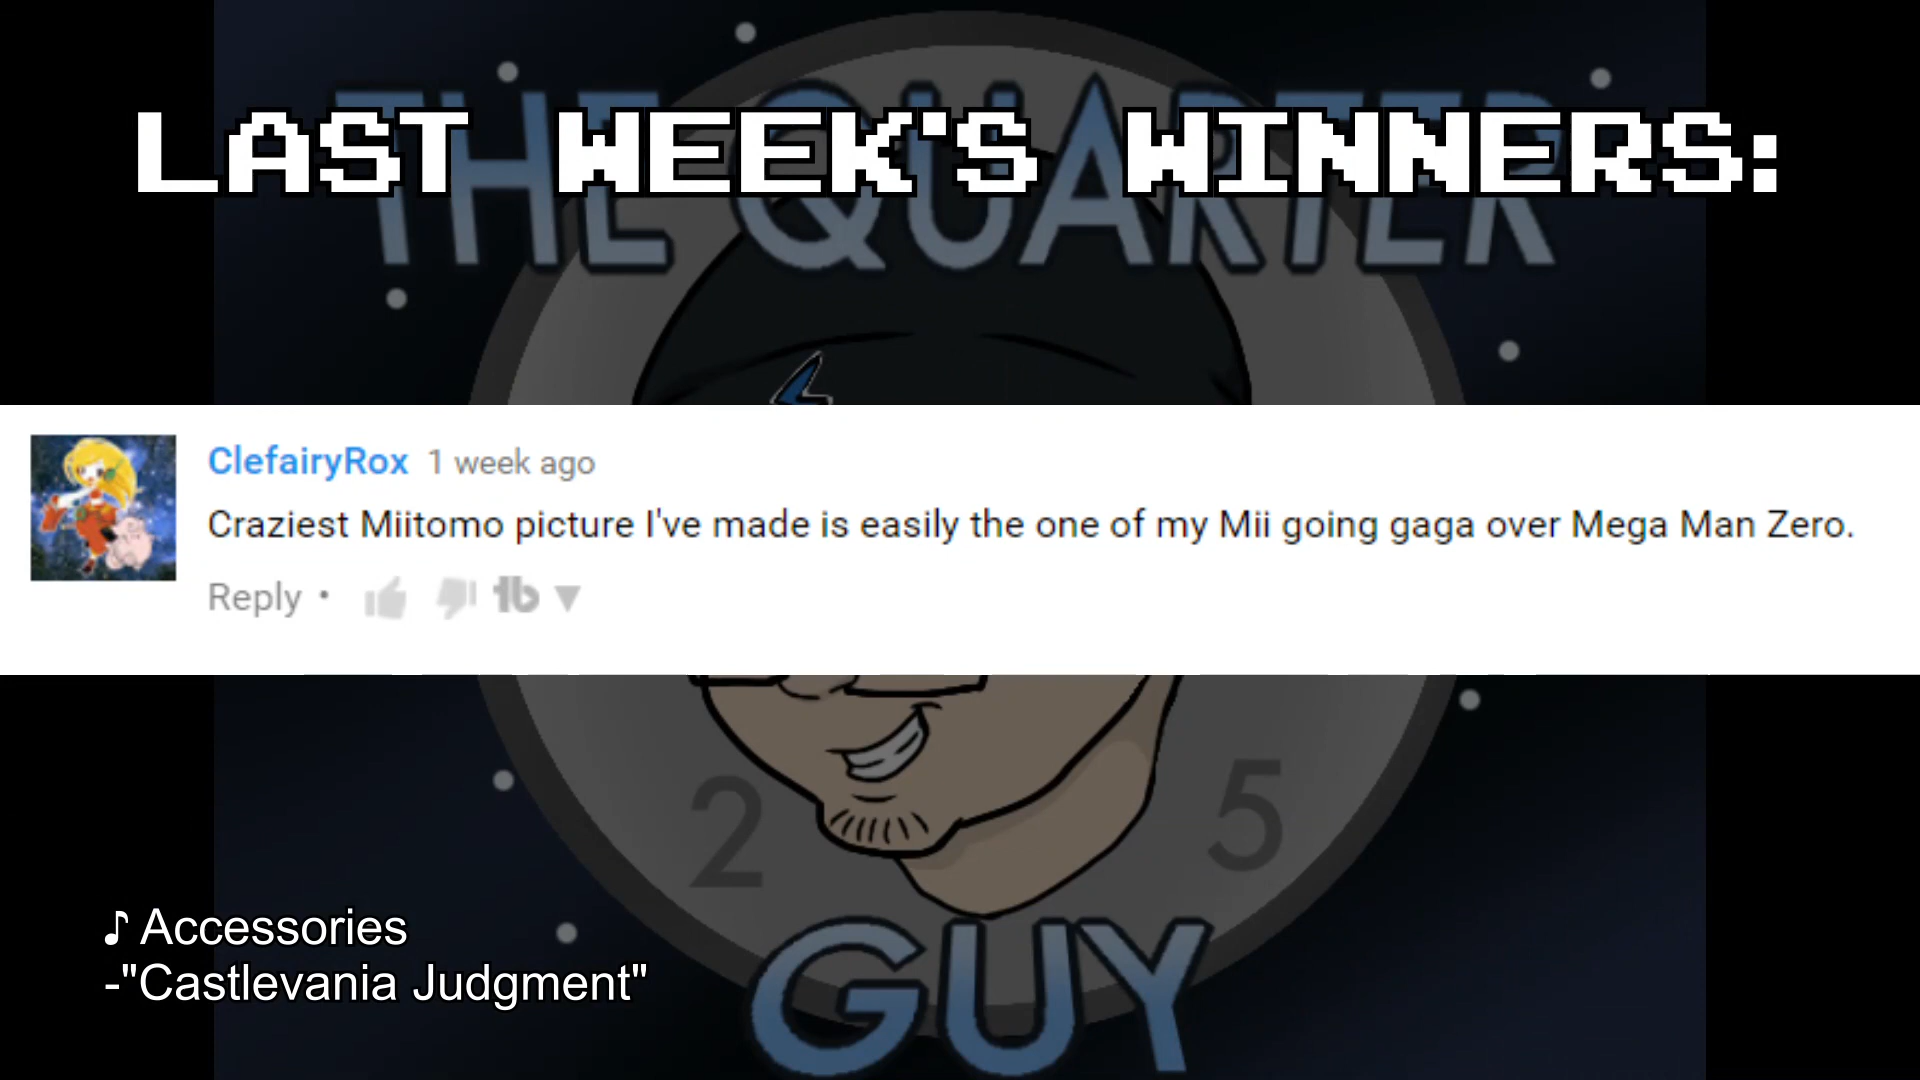 THE QUARTER
LAST WEEK'S WINNERS:
ClefairyRox 1 week ago
Craziest Miitomo picture I've made is easily the one of my Mii going gaga over Mega Man Zero.
Reply •
2 5
♪ Accessories
-"Castlevania Judgment"
GUY